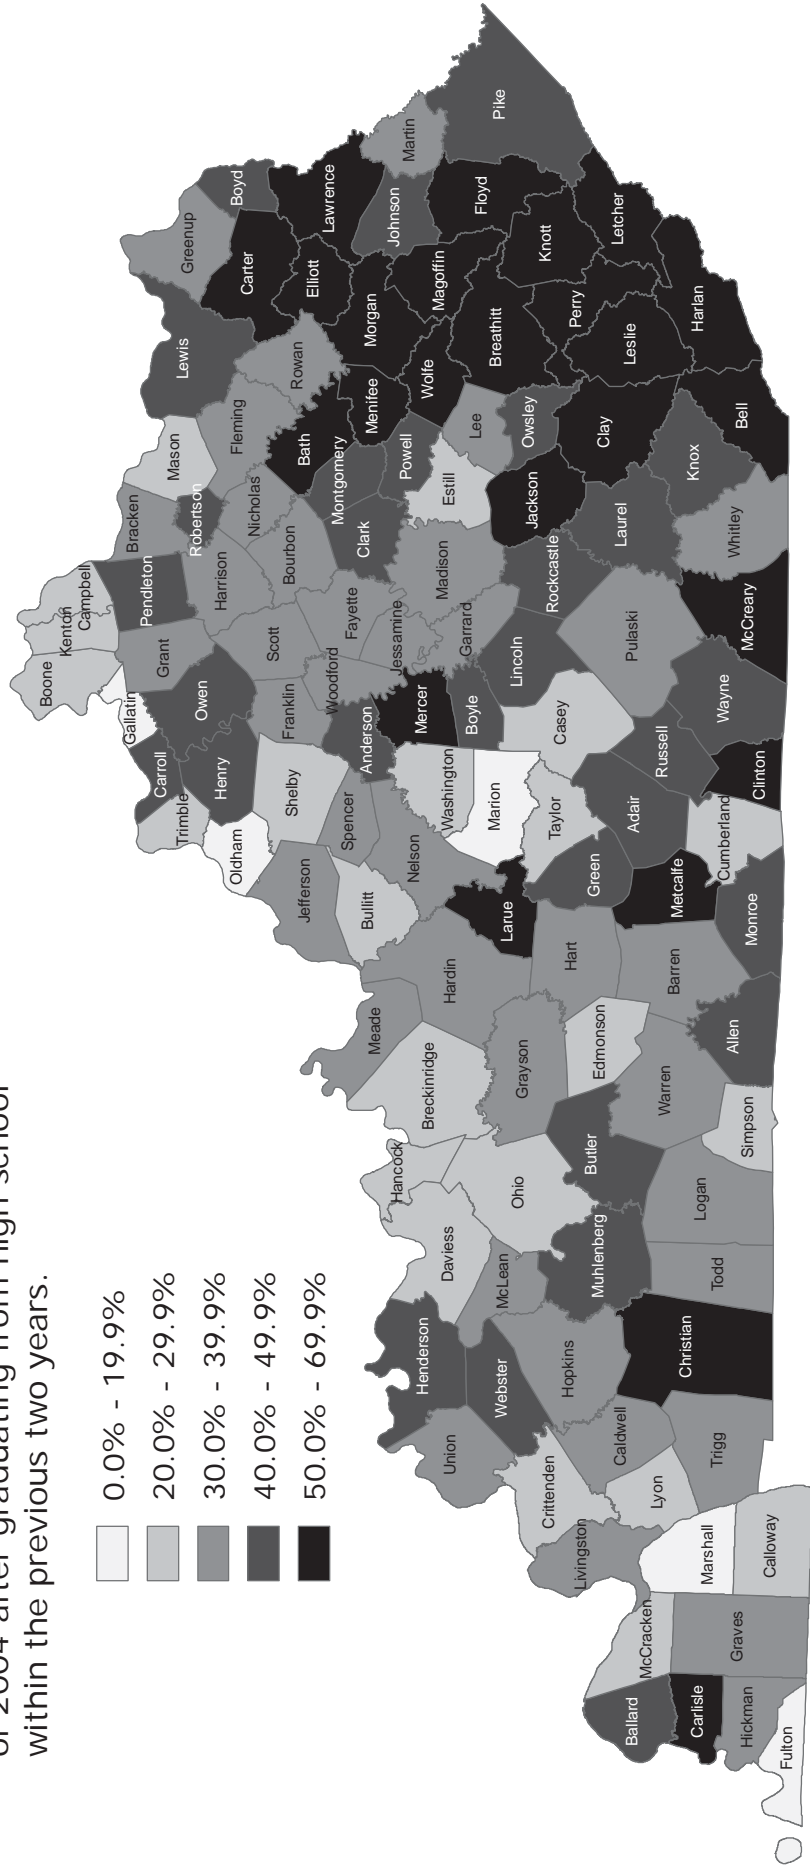 of 2004 after graduating from high school
within the previous two years.
0.0% - 19.9%
20.0% - 29.9%
30.0% - 39.9%
40.0% - 49.9%
50.0% - 69.9%
Boone
Kenton
Campbell
Gallatin
Grant
Pendleton
Bracken
Mason
Lewis
Greenup
Boyd
Carroll
Trimble
Owen
Robertson
Henry
Harrison
Nicholas
Fleming
Rowan
Carter
Elliott
Lawrence
Oldham
Shelby
Franklin
Scott
Bourbon
Bath
Jefferson
Spencer
Woodford
Fayette
Montgomery
Menifee
Morgan
Johnson
Martin
Bullitt
Anderson
Jessamine
Clark
Powell
Wolfe
Magoffin
Floyd
Pike
Meade
Nelson
Mercer
Garrard
Madison
Estill
Lee
Breathitt
Knott
Hancock
Breckinridge
Hardin
Washington
Boyle
Jackson
Owsley
Perry
Letcher
Henderson
Daviess
Larue
Marion
Lincoln
Rockcastle
Clay
Leslie
Union
Webster
McLean
Ohio
Grayson
Hart
Taylor
Casey
Pulaski
Laurel
Knox
Harlan
Crittenden
Hopkins
Muhlenberg
Butler
Edmonson
Green
Adair
Russell
Wayne
McCreary
Whitley
Bell
Livingston
Caldwell
Lyon
Christian
Todd
Logan
Warren
Barren
Metcalfe
Cumberland
Clinton
Ballard
McCracken
Marshall
Trigg
Simpson
Allen
Monroe
Carlisle
Graves
Calloway
Hickman
Fulton